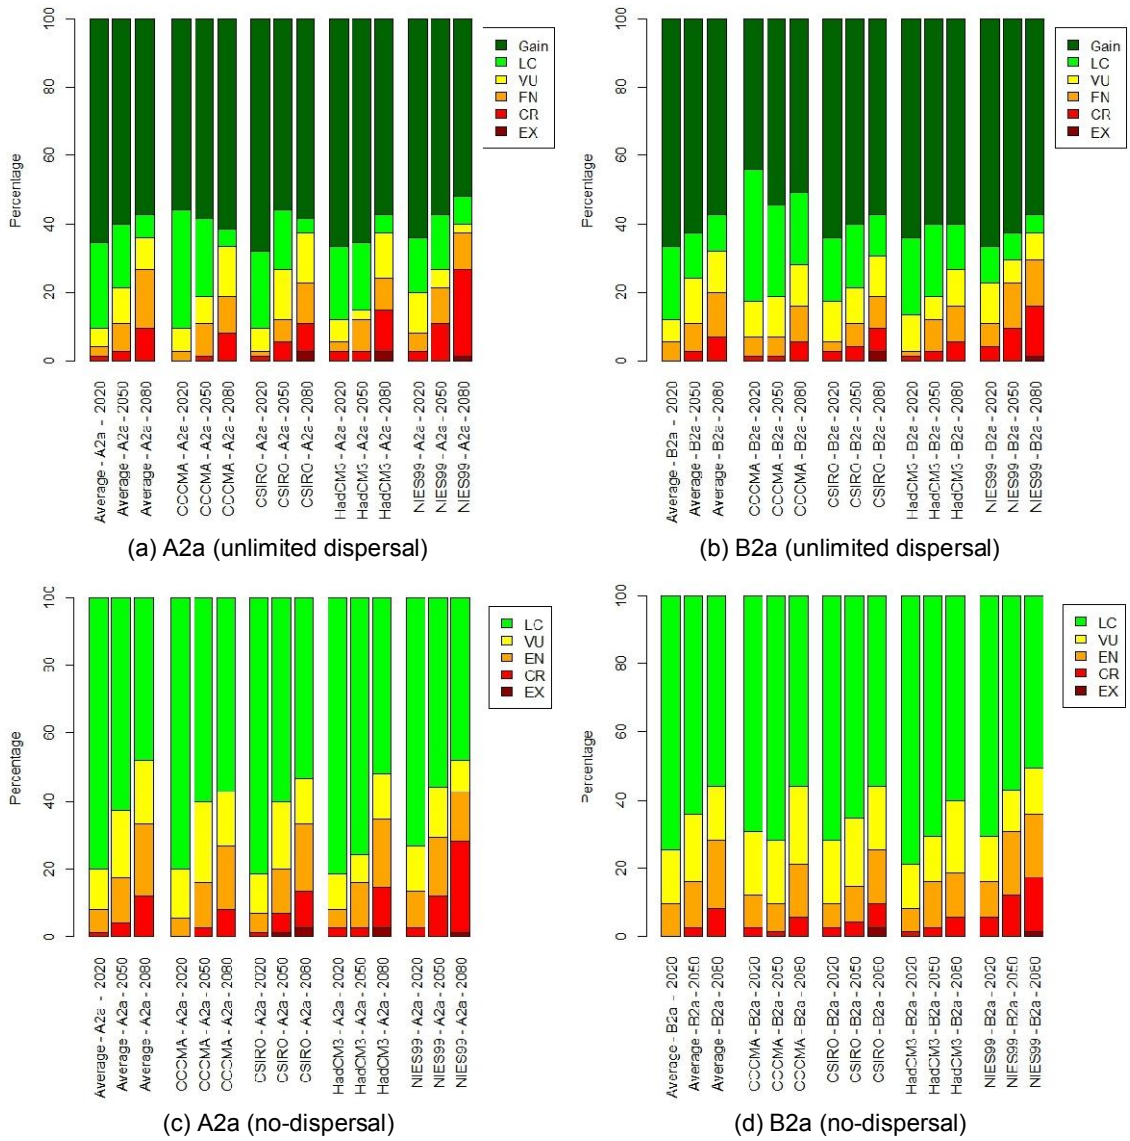 100
80
60
40
20
0
Percentage
Gain
LC
VU
EN
CR
EX
Average - A2a - 2020
Average - A2a - 2050
Average - A2a - 2080
CCCMA - A2a - 2020
CCCMA - A2a - 2050
CCCMA - A2a - 2080
CSIRO - A2a - 2020
CSIRO - A2a - 2050
CSIRO - A2a - 2080
HadCM3 - A2a - 2020
HadCM3 - A2a - 2050
HadCM3 - A2a - 2080
NIES99 - A2a - 2020
NIES99 - A2a - 2050
NIES99 - A2a - 2080
(a) A2a (unlimited dispersal)
100
80
60
40
20
0
Percentage
Gain
LC
VU
EN
CR
EX
Average - B2a - 2020
Average - B2a - 2050
Average - B2a - 2080
CCCMA - B2a - 2020
CCCMA - B2a - 2050
CCCMA - B2a - 2080
CSIRO - B2a - 2020
CSIRO - B2a - 2050
CSIRO - B2a - 2080
HadCM3 - B2a - 2020
HadCM3 - B2a - 2050
HadCM3 - B2a - 2080
NIES99 - B2a - 2020
NIES99 - B2a - 2050
NIES99 - B2a - 2080
(b) B2a (unlimited dispersal)
100
80
60
40
20
0
Percentage
LC
VU
EN
CR
EX
Average - A2a - 2020
Average - A2a - 2050
Average - A2a - 2080
CCCMA - A2a - 2020
CCCMA - A2a - 2050
CCCMA - A2a - 2080
CSIRO - A2a - 2020
CSIRO - A2a - 2050
CSIRO - A2a - 2080
HadCM3 - A2a - 2020
HadCM3 - A2a - 2050
HadCM3 - A2a - 2080
NIES99 - A2a - 2020
NIES99 - A2a - 2050
NIES99 - A2a - 2080
(c) A2a (no-dispersal)
100
80
60
40
20
0
Percentage
LC
VU
EN
CR
EX
Average - B2a - 2020
Average - B2a - 2050
Average - B2a - 2080
CCCMA - B2a - 2020
CCCMA - B2a - 2050
CCCMA - B2a - 2080
CSIRO - B2a - 2020
CSIRO - B2a - 2050
CSIRO - B2a - 2080
HadCM3 - B2a - 2020
HadCM3 - B2a - 2050
HadCM3 - B2a - 2080
NIES99 - B2a - 2020
NIES99 - B2a - 2050
NIES99 - B2a - 2080
(d) B2a (no-dispersal)